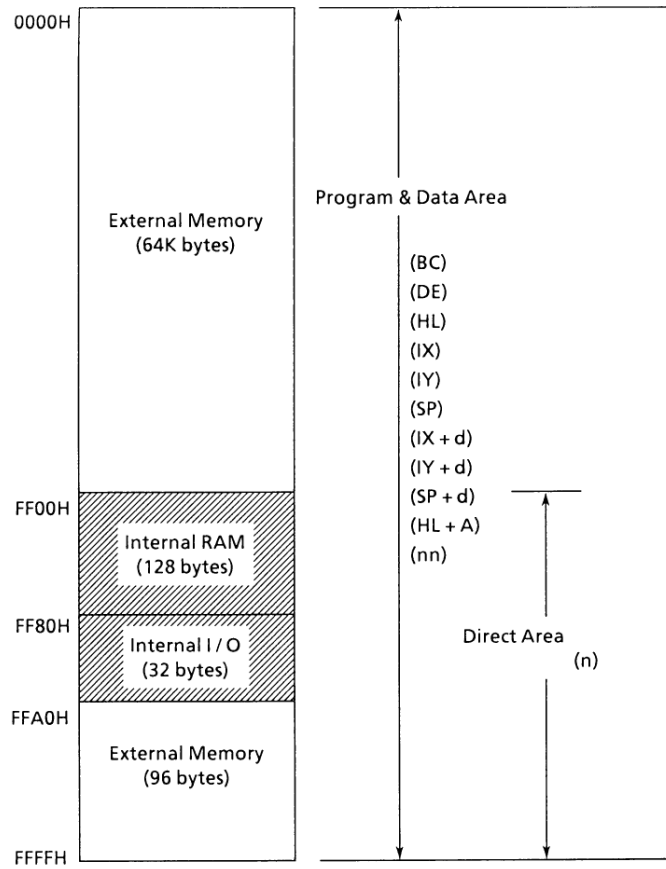 0000H
External Memory
(64K bytes)
Program & Data Area
(BC)
(DE)
(HL)
(IX)
(IY)
(SP)
(IX + d)
(IY + d)
(SP + d)
(HL + A)
(nn)
FF00H
Internal RAM
(128 bytes)
FF80H
Internal I / O
(32 bytes)
Direct Area
(n)
FFA0H
External Memory
(96 bytes)
FFFFH